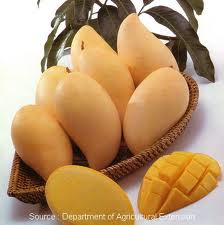 Source : Department of Agricultural Extension